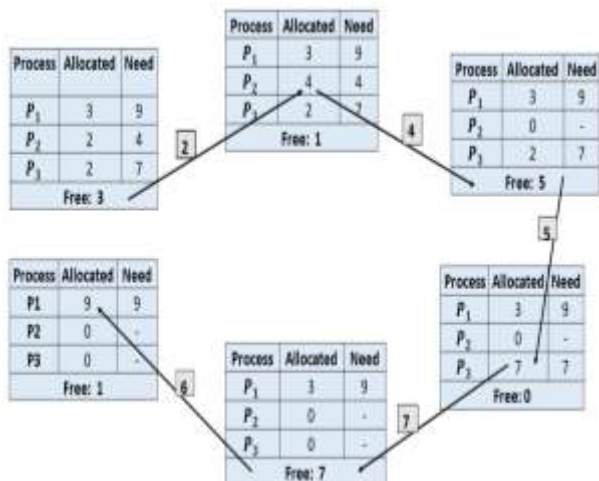 Process Allocated Need
P₁ 3 9
P₂ 2 4
P₃ 2 7
Free: 3
2
Process Allocated Need
P₁ 3 9
P₂ 4 4
P₃ 2 7
Free: 1
4
Process Allocated Need
P₁ 3 9
P₂ 0 -
P₃ 2 7
Free: 5
5
Process Allocated Need
P₁ 3 9
P₂ 0 -
P₃ 7 7
Free:0
7
Process Allocated Need
P₁ 3 9
P₂ 0 -
P₃ 0 -
Free: 7
6
Process Allocated Need
P1 9 9
P2 0 -
P3 0 -
Free: 1